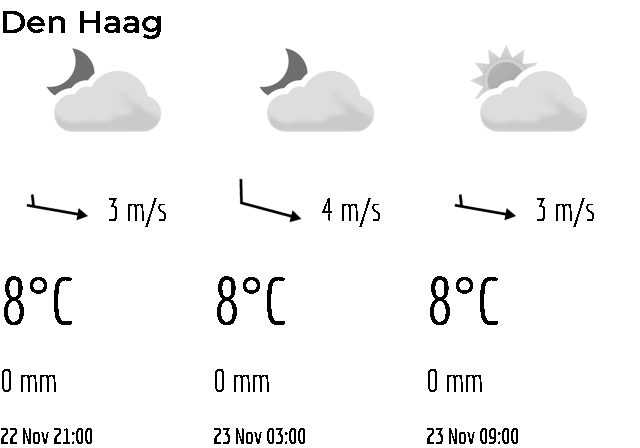 Den Haag
3 m/s 4 m/s 3 m/s
8°C 8°C 8°C
0 mm 0 mm 0 mm
22 Nov 21:00 23 Nov 03:00 23 Nov 09:00